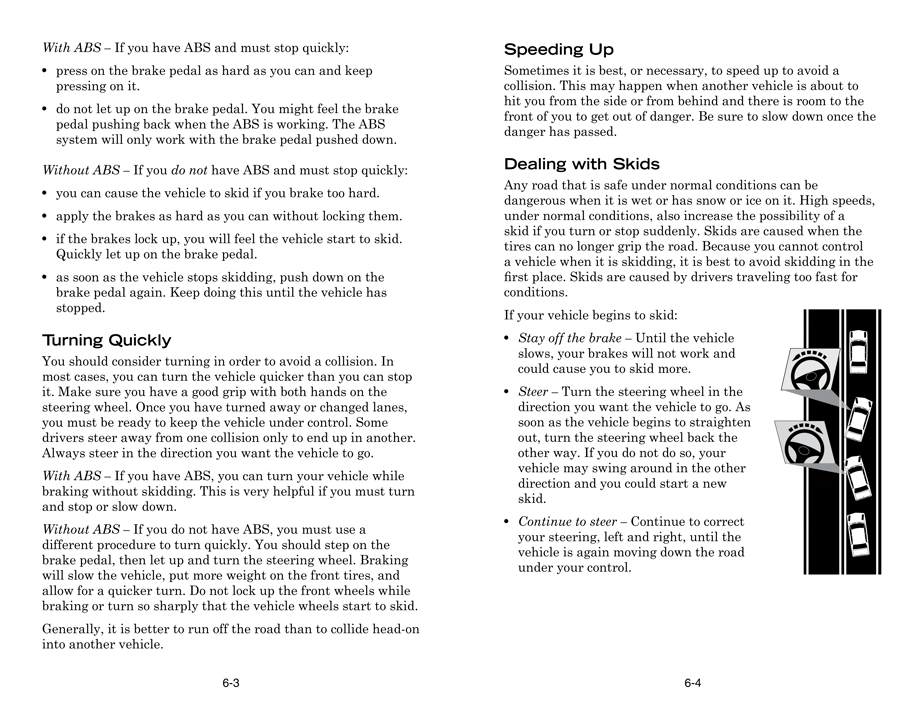 With ABS – If you have ABS and must stop quickly:
• press on the brake pedal as hard as you can and keep
pressing on it.
• do not let up on the brake pedal. You might feel the brake
pedal pushing back when the ABS is working. The ABS
system will only work with the brake pedal pushed down.
Without ABS – If you do not have ABS and must stop quickly:
• you can cause the vehicle to skid if you brake too hard.
• apply the brakes as hard as you can without locking them.
• if the brakes lock up, you will feel the vehicle start to skid.
Quickly let up on the brake pedal.
• as soon as the vehicle stops skidding, push down on the
brake pedal again. Keep doing this until the vehicle has
stopped.
Turning Quickly
You should consider turning in order to avoid a collision. In
most cases, you can turn the vehicle quicker than you can stop
it. Make sure you have a good grip with both hands on the
steering wheel. Once you have turned away or changed lanes,
you must be ready to keep the vehicle under control. Some
drivers steer away from one collision only to end up in another.
Always steer in the direction you want the vehicle to go.
With ABS – If you have ABS, you can turn your vehicle while
braking without skidding. This is very helpful if you must turn
and stop or slow down.
Without ABS – If you do not have ABS, you must use a
different procedure to turn quickly. You should step on the
brake pedal, then let up and turn the steering wheel. Braking
will slow the vehicle, put more weight on the front tires, and
allow for a quicker turn. Do not lock up the front wheels while
braking or turn so sharply that the vehicle wheels start to skid.
Generally, it is better to run off the road than to collide head-on
into another vehicle.
6-3
Speeding Up
Sometimes it is best, or necessary, to speed up to avoid a
collision. This may happen when another vehicle is about to
hit you from the side or from behind and there is room to the
front of you to get out of danger. Be sure to slow down once the
danger has passed.
Dealing with Skids
Any road that is safe under normal conditions can be
dangerous when it is wet or has snow or ice on it. High speeds,
under normal conditions, also increase the possibility of a
skid if you turn or stop suddenly. Skids are caused when the
tires can no longer grip the road. Because you cannot control
a vehicle when it is skidding, it is best to avoid skidding in the
first place. Skids are caused by drivers traveling too fast for
conditions.
If your vehicle begins to skid:
• Stay off the brake – Until the vehicle
slows, your brakes will not work and
could cause you to skid more.
• Steer – Turn the steering wheel in the
direction you want the vehicle to go. As
soon as the vehicle begins to straighten
out, turn the steering wheel back the
other way. If you do not do so, your
vehicle may swing around in the other
direction and you could start a new
skid.
• Continue to steer – Continue to correct
your steering, left and right, until the
vehicle is again moving down the road
under your control.
6-4